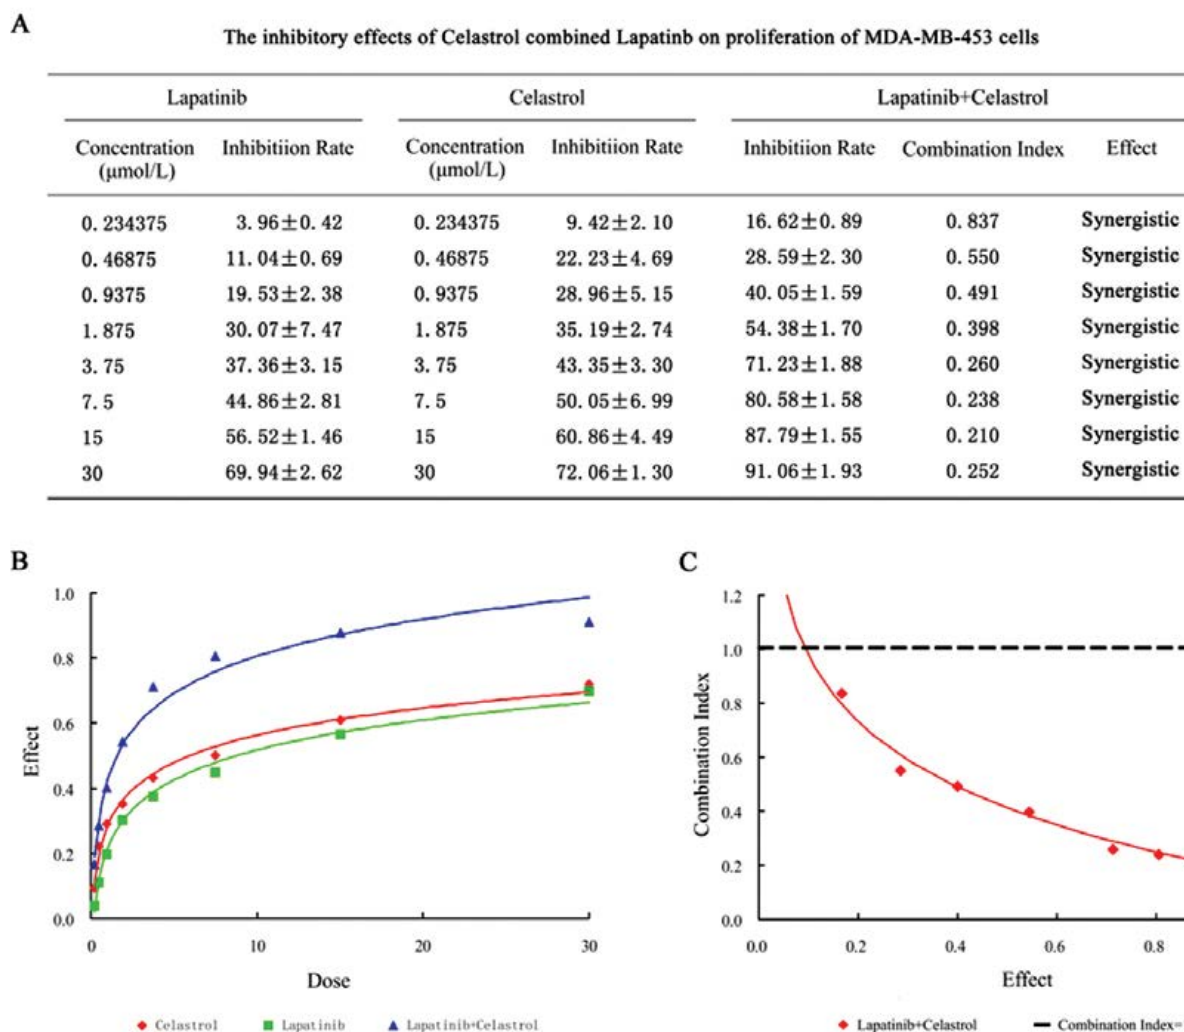 A
The inhibitory effects of Celastrol combined Lapatinb on proliferation of MDA-MB-453 cells
Lapatinib Celastrol Lapatinib+Celastrol
Concentration Inhibitiion Rate Concentration Inhibitiion Rate Inhibitiion Rate Combination Index Effect
(μmol/L) (μmol/L)
0.234375 3.96±0.42 0.234375 9.42±2.10 16.62±0.89 0.837 Synergistic
0.46875 11.04±0.69 0.46875 22.23±4.69 28.59±2.30 0.550 Synergistic
0.9375 19.53±2.38 0.9375 28.96±5.15 40.05±1.59 0.491 Synergistic
1.875 30.07±7.47 1.875 35.19±2.74 54.38±1.70 0.398 Synergistic
3.75 37.36±3.15 3.75 43.35±3.30 71.23±1.88 0.260 Synergistic
7.5 44.86±2.81 7.5 50.05±6.99 80.58±1.58 0.238 Synergistic
15 56.52±1.46 15 60.86±4.49 87.79±1.55 0.210 Synergistic
30 69.94±2.62 30 72.06±1.30 91.06±1.93 0.252 Synergistic
B
1.0
0.8
0.6
0.4
0.2
0.0
Effect
0 10 20 30
Dose
Celastrol Lapatinib Lapatinib+Celastrol
C
1.2
1.0
0.8
0.6
0.4
0.2
0.0
Combination Index
0.0 0.2 0.4 0.6 0.8
Effect
Lapatinib+Celastrol Combination Index=